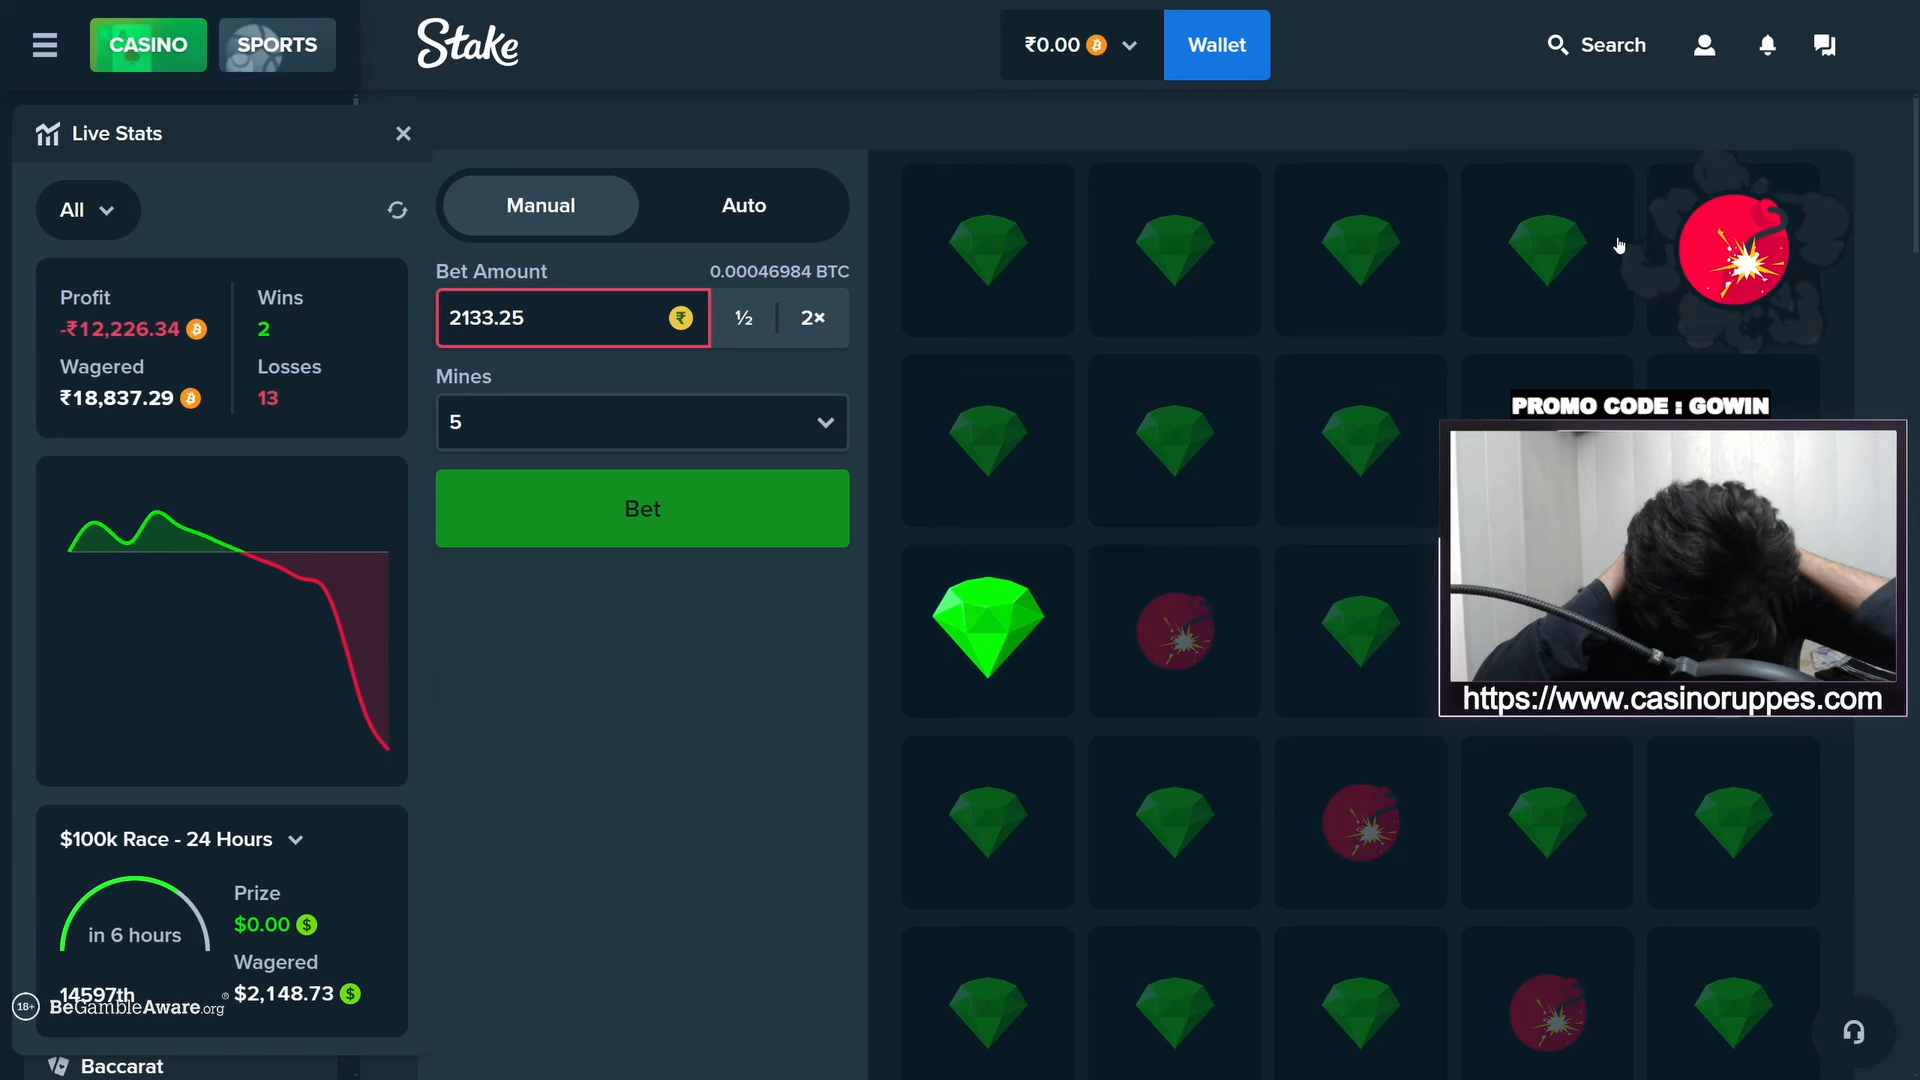 CASINO
SPORTS
Stake
₹0.00
Wallet
Search
Live Stats
All
Profit
-₹12,226.34
Wins
2
Wagered
₹18,837.29
Losses
13
$100k Race - 24 Hours
in 6 hours
Prize
$0.00
Wagered
$2,148.73
14597th
18+
BeGambleAware.org
Baccarat
Manual
Auto
Bet Amount
0.00046984 BTC
2133.25
½
2×
Mines
5
Bet
PROMO CODE : GOWIN
https://www.casinoruppes.com